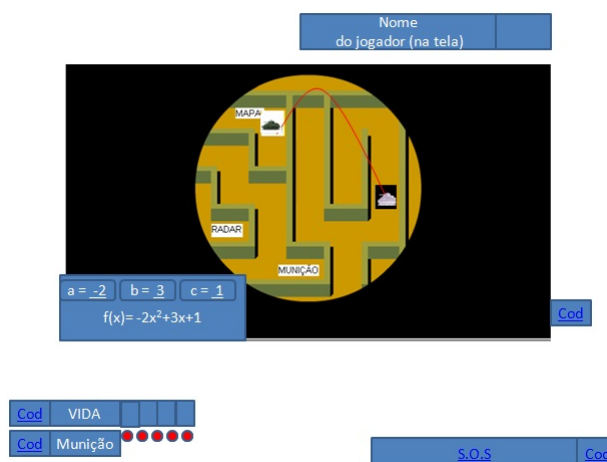 Nome
do jogador (na tela)
MAPA
RADAR
MUNIÇÃO
a = -2 b = 3 c = 1
f(x)= -2x²+3x+1
Cod
Cod VIDA
Cod Munição
S.O.S Cod